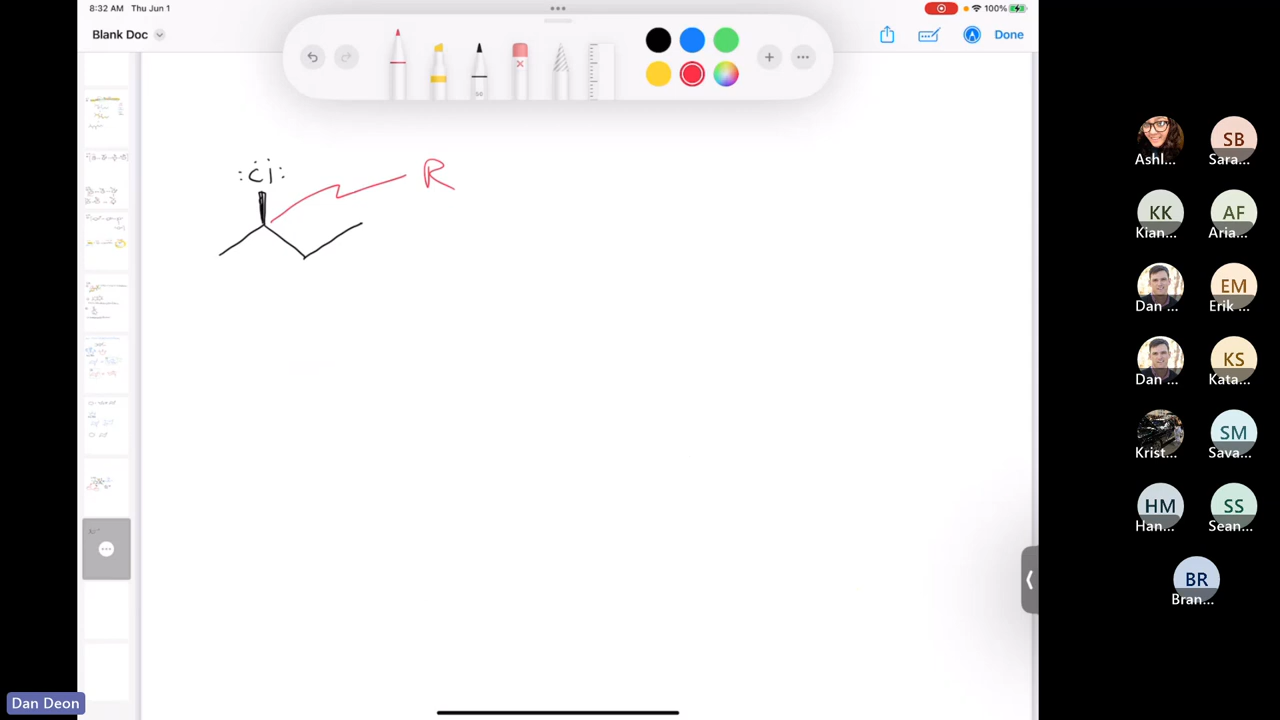 8:32 AM Thu Jun 1
100%
Blank Doc
Done
:Cl:
R
Ashl...
SB
Sara...
KK
Kian...
AF
Aria...
Dan ...
EM
Erik ...
Dan ...
KS
Kata...
Krist...
SM
Sava...
HM
Han...
SS
Sean...
BR
Bran...
Dan Deon